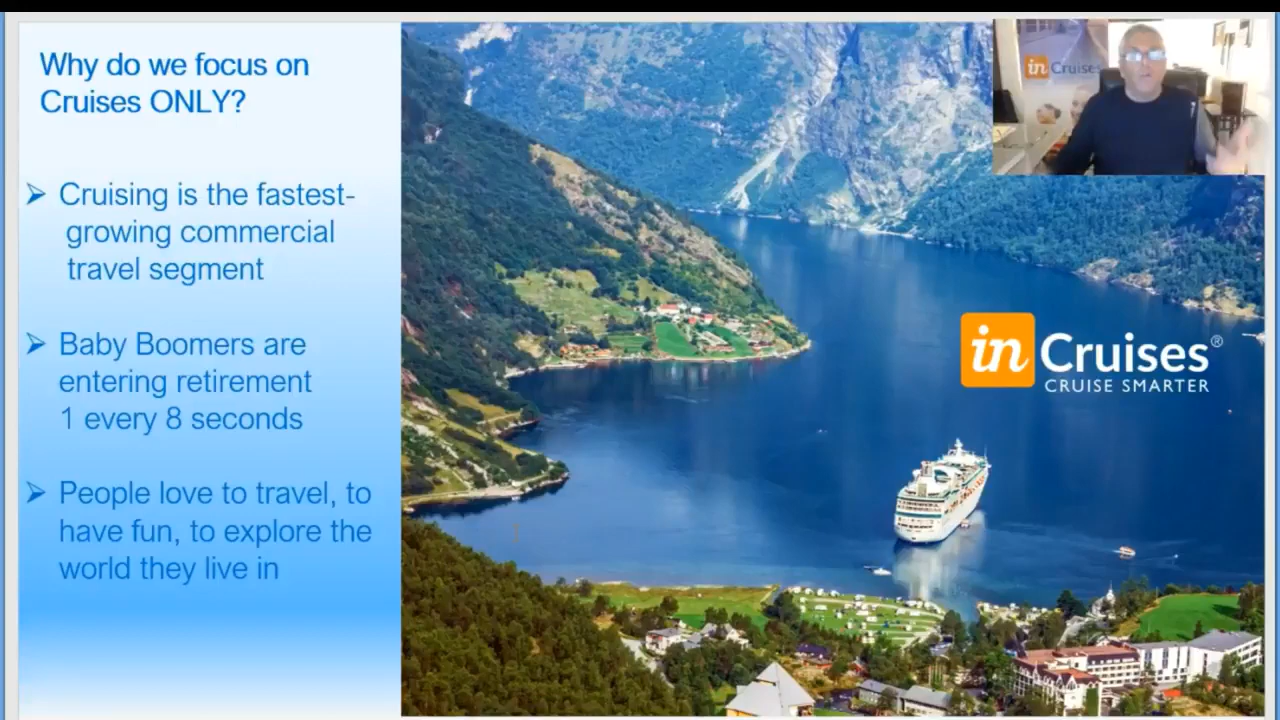 Why do we focus on
Cruises ONLY?
Cruising is the fastest-
growing commercial
travel segment
Baby Boomers are
entering retirement
1 every 8 seconds
People love to travel, to
have fun, to explore the
world they live in
in Cruises
in Cruises®
CRUISE SMARTER